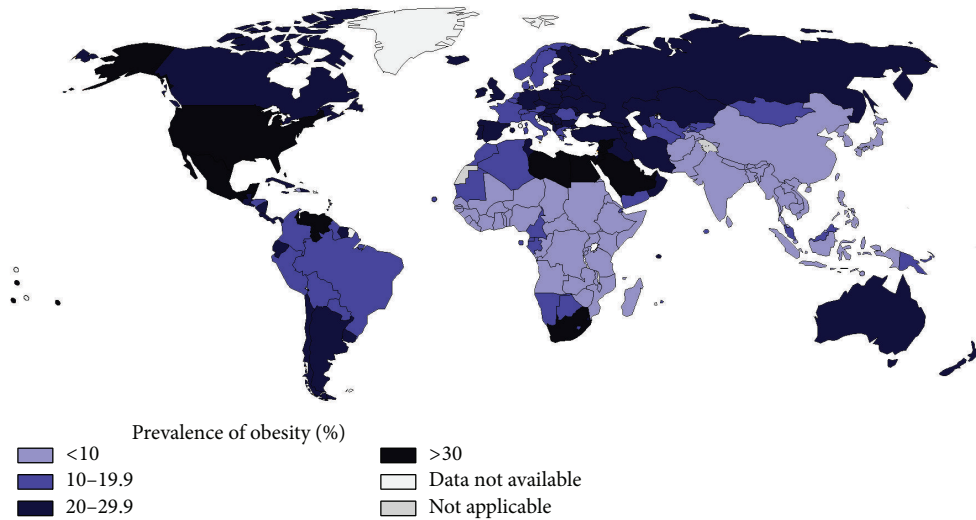 Prevalence of obesity (%)
<10
10–19.9
20–29.9
>30
Data not available
Not applicable